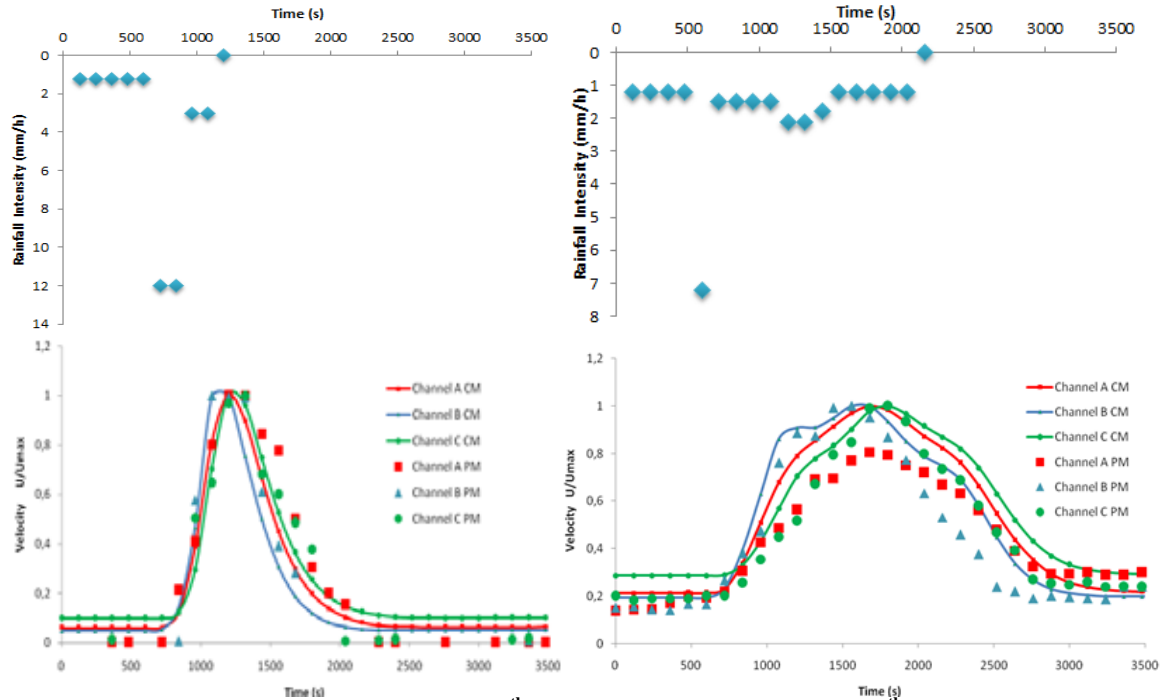 Time (s)
0 500 1000 1500 2000 2500 3000 3500
0
2
4
6
8
10
12
14
Rainfall Intensity (mm/h)
1,2
1
0,8
0,6
0,4
0,2
0
Velocity U/Umax
Channel A CM
Channel B CM
Channel C CM
Channel A PM
Channel B PM
Channel C PM
0 500 1000 1500 2000 2500 3000 3500
Time (s)
th
Time (s)
0 500 1000 1500 2000 2500 3000 3500
0
1
2
3
4
5
6
7
8
Rainfall Intensity (mm/h)
1,2
1
0,8
0,6
0,4
0,2
0
Velocity U/Umax
Channel A CM
Channel B CM
Channel C CM
Channel A PM
Channel B PM
Channel C PM
0 500 1000 1500 2000 2500 3000 3500
Time (s)
th